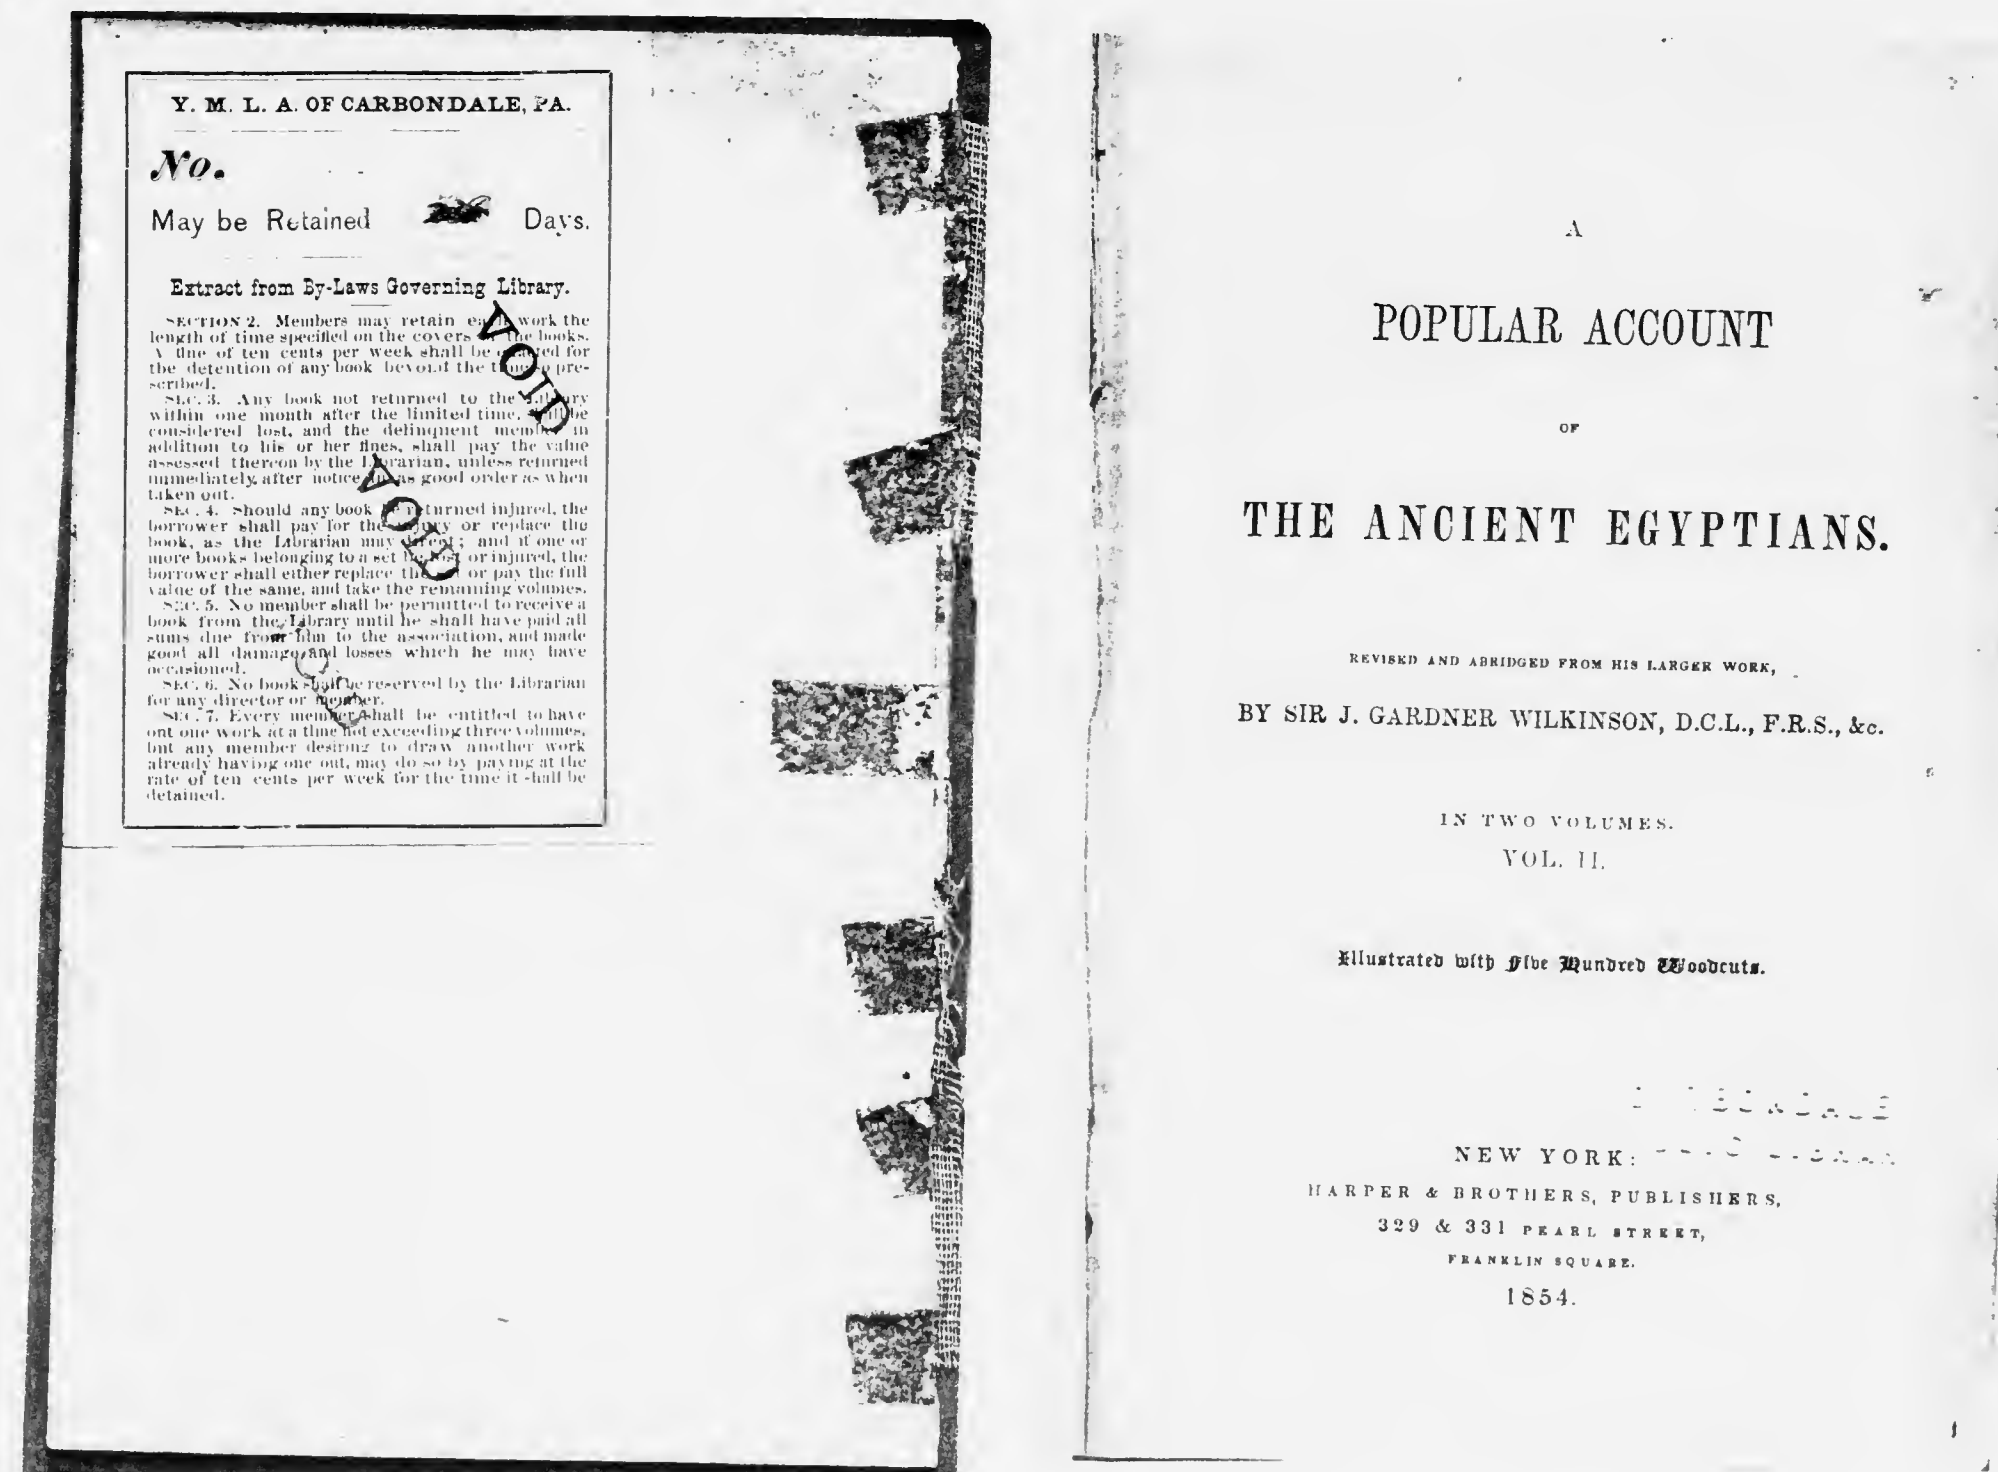 Y. M. L. A. OF CARBONDALE, PA.
No.
May be Retained Days.
Extract from By-Laws Governing Library.
SECTION 2. Members may retain each work the
length of time specified on the covers of the books.
A fine of ten cents per week shall be exacted for
the detention of any book beyond the time so pre-
scribed.
SEC. 3. Any book not returned to the Library
within one month after the limited time, shall be
considered lost, and the delinquent member in
addition to his or her fines, shall pay the value
assessed thereon by the Librarian, unless returned
immediately, after notice, in as good order as when
taken out.
SEC. 4. Should any book be returned injured, the
borrower shall pay for the injury or replace the
book, as the Librarian may direct; and if one or
more books belonging to a set be lost or injured, the
borrower shall either replace the or pay the full
value of the same, and take the remaining volumes.
SEC. 5. No member shall be permitted to receive a
book from the Library until he shall have paid all
sums due from him to the association, and made
good all damage and losses which he may have
occasioned.
SEC. 6. No book shall be reserved by the Librarian
for any director or member.
SEC. 7. Every member shall be entitled to have
out one work at a time not exceeding three volumes,
but any member desiring to draw another work
already having one out, may do so by paying at the
rate of ten cents per week for the time it shall be
detained.
VOID
VOID
VOID
A
POPULAR ACCOUNT
OF
THE ANCIENT EGYPTIANS.
REVISED AND ABRIDGED FROM HIS LARGER WORK,
BY SIR J. GARDNER WILKINSON, D.C.L., F.R.S., &c.
IN TWO VOLUMES.
VOL. II.
Illustrated with Five Hundred Woodcuts.
NEW YORK:
HARPER & BROTHERS, PUBLISHERS,
329 & 331 PEARL STREET,
FRANKLIN SQUARE.
1854.